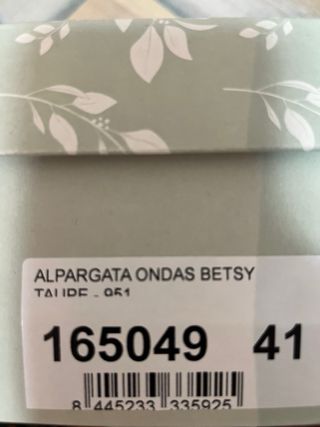 ALPARGATA ONDAS BETSY
TAUPE - 951
165049 41
8 445233 335925